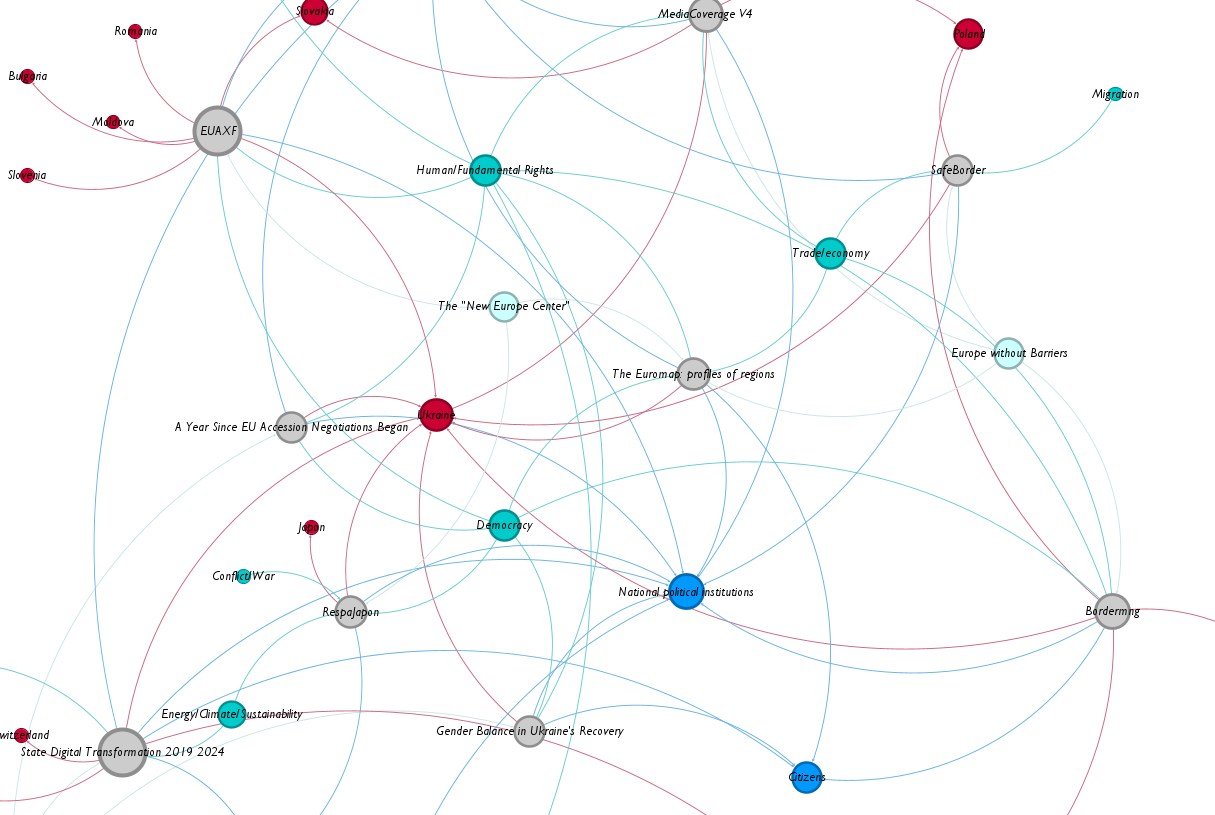 Slovakia
MediaCoverage V4
Romania
Poland
Bulgaria
Migration
Moldova
EUAXF
Slovenia
Human/Fundamental Rights
SafeBorder
Trade/economy
The "New Europe Center"
Europe without Barriers
The Euromap: profiles of regions
Ukraine
A Year Since EU Accession Negotiations Began
Japan
Democracy
Conflict/War
National political institutions
RespaJapon
Bordermng
Energy/Climate/Sustainability
Gender Balance in Ukraine's Recovery
witzerland
State Digital Transformation 2019 2024
Citizens